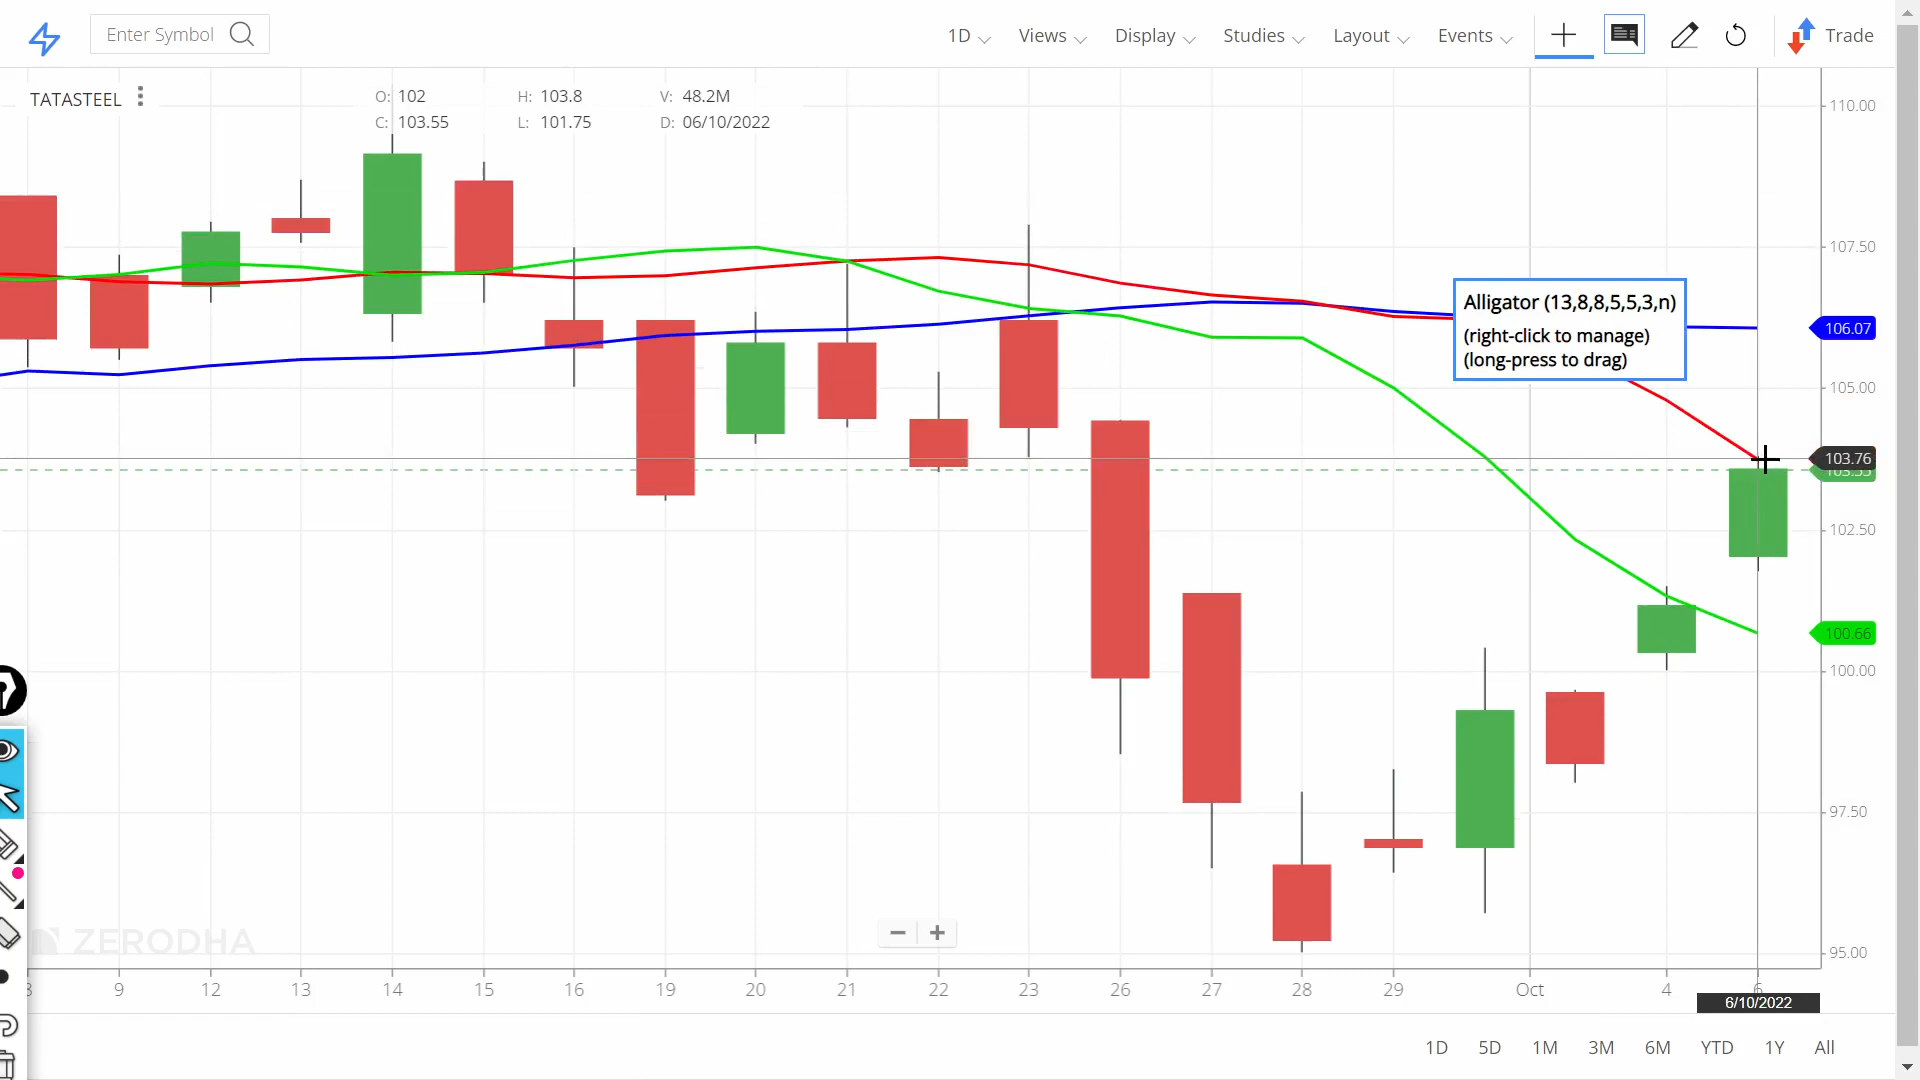 Enter Symbol
1D Views Display Studies Layout Events Trade
TATASTEEL
O: 102 H: 103.8 V: 48.2M
C: 103.55 L: 101.75 D: 06/10/2022
110.00
107.50
Alligator (13,8,8,5,5,3,n)
(right-click to manage)
(long-press to drag)
106.07
105.00
103.76
103.55
102.50
100.66
100.00
97.50
95.00
ZERODHA
8 9 12 13 14 15 16 19 20 21 22 23 26 27 28 29 Oct 4 6
6/10/2022
1D 5D 1M 3M 6M YTD 1Y All